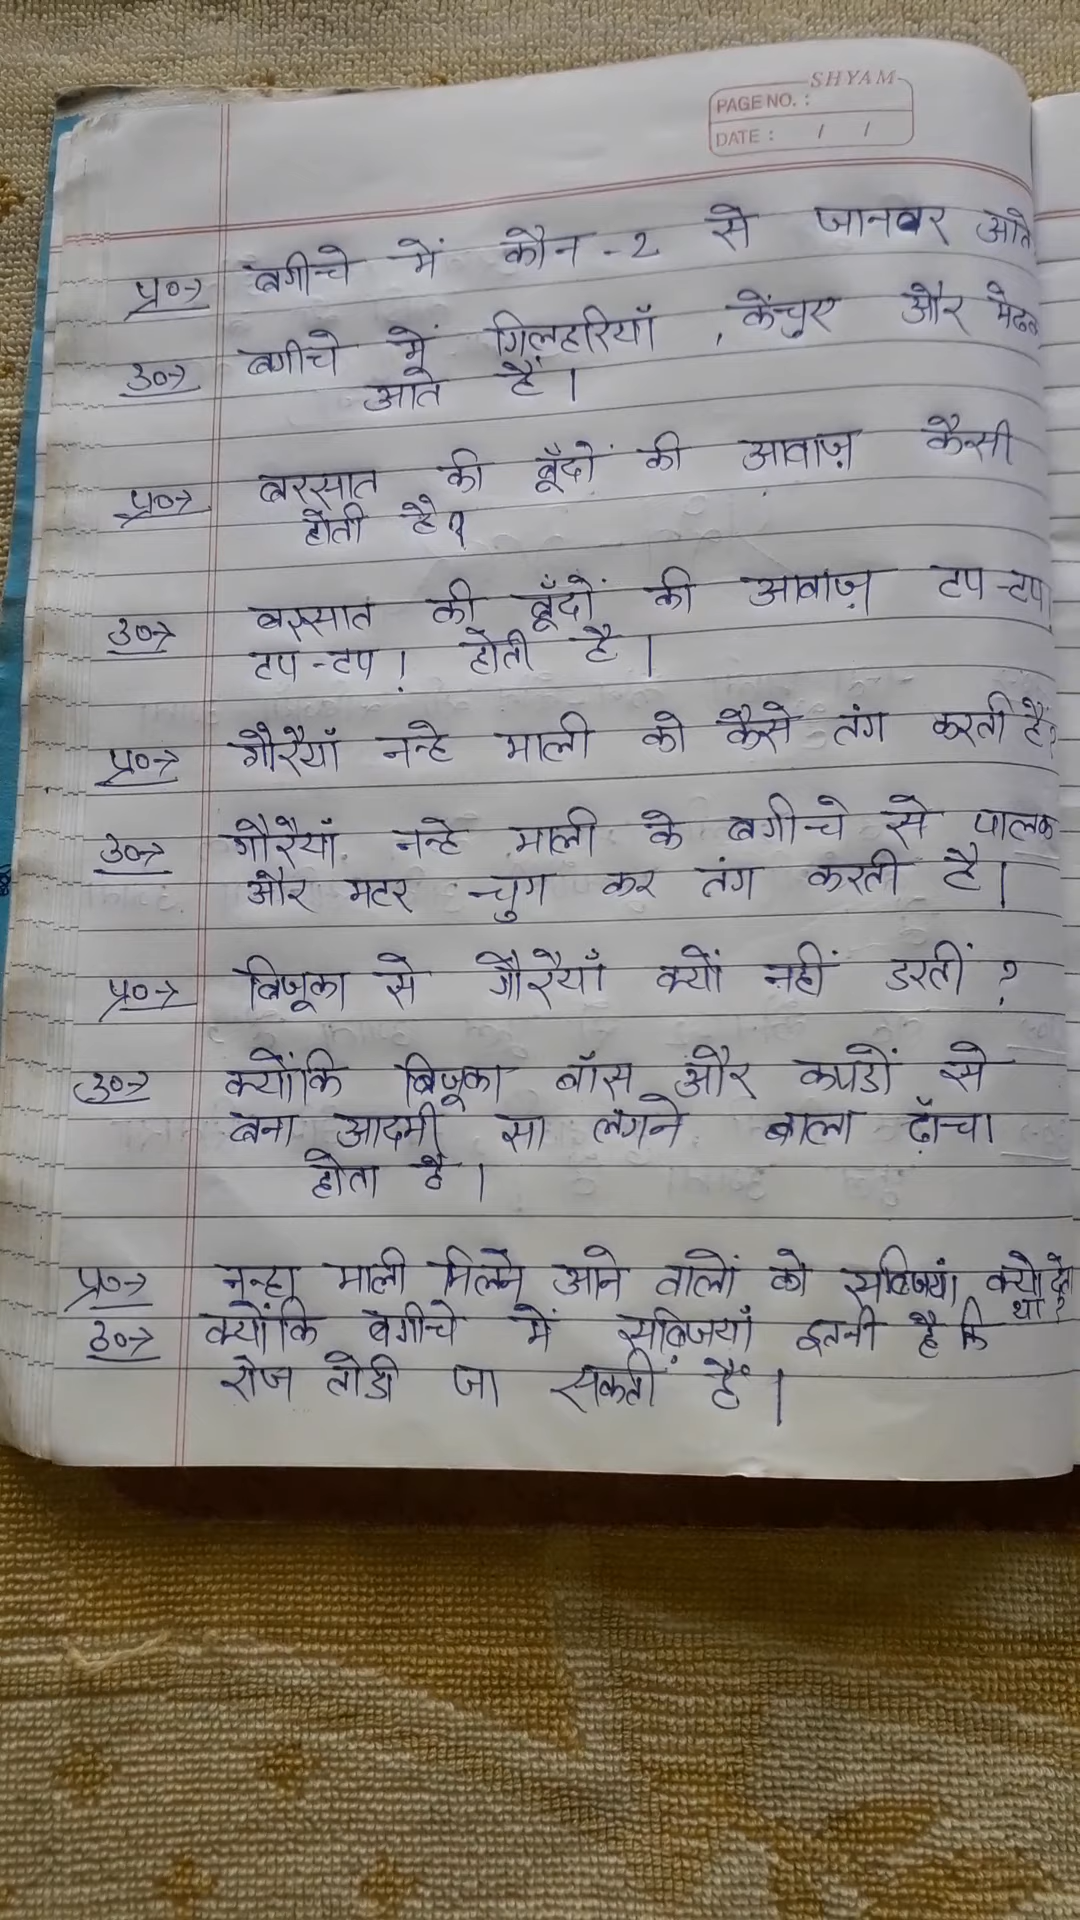 SHYAM
PAGE NO. :
DATE : / /
प्र०→ बगीचे में कौन-2 से जानवर आते
उ०→ बगीचे में गिलहरियाँ, केंचुए और मेढक
आते हैं।
प्र०→ बरसात की बूँदों की आवाज़ कैसी
होती है?
उ०→ बरसात की बूँदों की आवाज़ टप-टप
टप-टप! होती है।
प्र०→ गौरैयाँ नन्हे माली को कैसे तंग करती हैं?
उ०→ गौरैयाँ नन्हे माली के बगीचे से पालक
और मटर चुग कर तंग करती है।
प्र०→ बिजूका से गौरैयाँ क्यों नहीं डरतीं ?
उ०→ क्योंकि बिजूका बाँस और कपडों से
बना आदमी सा लगने बाला ढाँचा
होता है।
प्र०→ नन्हा माली मिलने आने वालों को सब्जियां क्यों देता
था?
उ०→ क्योंकि बगीचे में सब्जियाँ इतनी है कि
रोज तोडी जा सकती हैं।